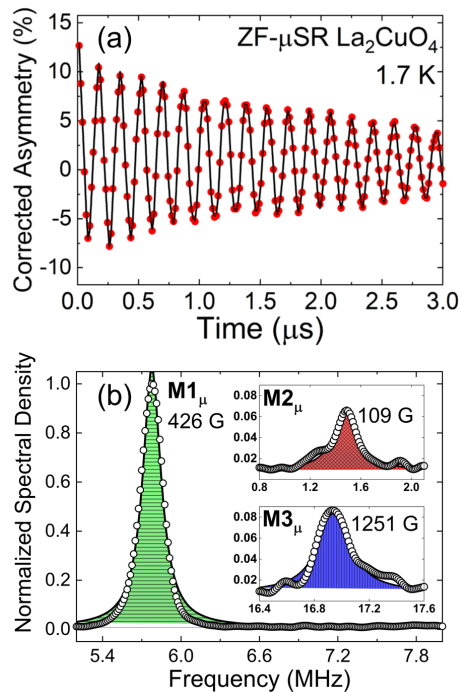 (a)
ZF-μSR La₂CuO₄
1.7 K
Corrected Asymmetry (%)
15
10
5
0
-5
-10
0.0 0.5 1.0 1.5 2.0 2.5 3.0
Time (μs)
(b)
M1μ
426 G
Normalized Spectral Density
1.0
0.8
0.6
0.4
0.2
0.0
5.4 6.0 6.6 7.2 7.8
Frequency (MHz)
M2μ
109 G
0.08
0.06
0.04
0.02
0.8 1.2 1.6 2.0
M3μ
1251 G
0.08
0.06
0.04
0.02
16.4 16.8 17.2 17.6